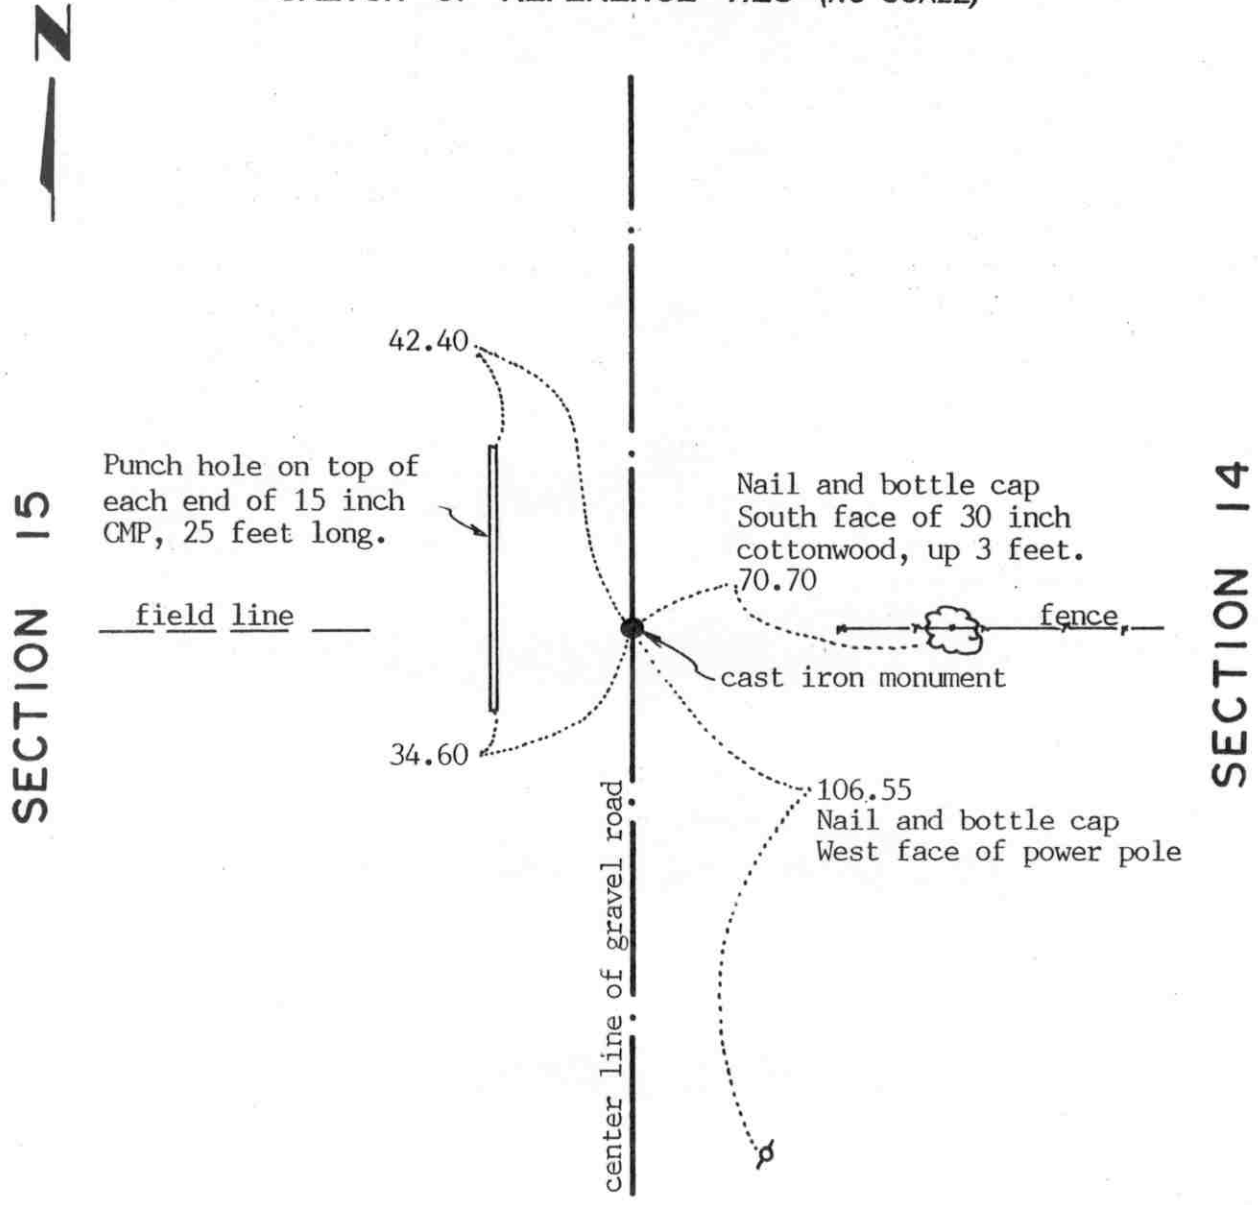 (NO SCALE)
N
42.40
Punch hole on top of
each end of 15 inch
CMP, 25 feet long.
Nail and bottle cap
South face of 30 inch
cottonwood, up 3 feet.
70.70
SECTION 15
field line
fence
SECTION 14
cast iron monument
34.60
106.55
Nail and bottle cap
West face of power pole
center line of gravel road